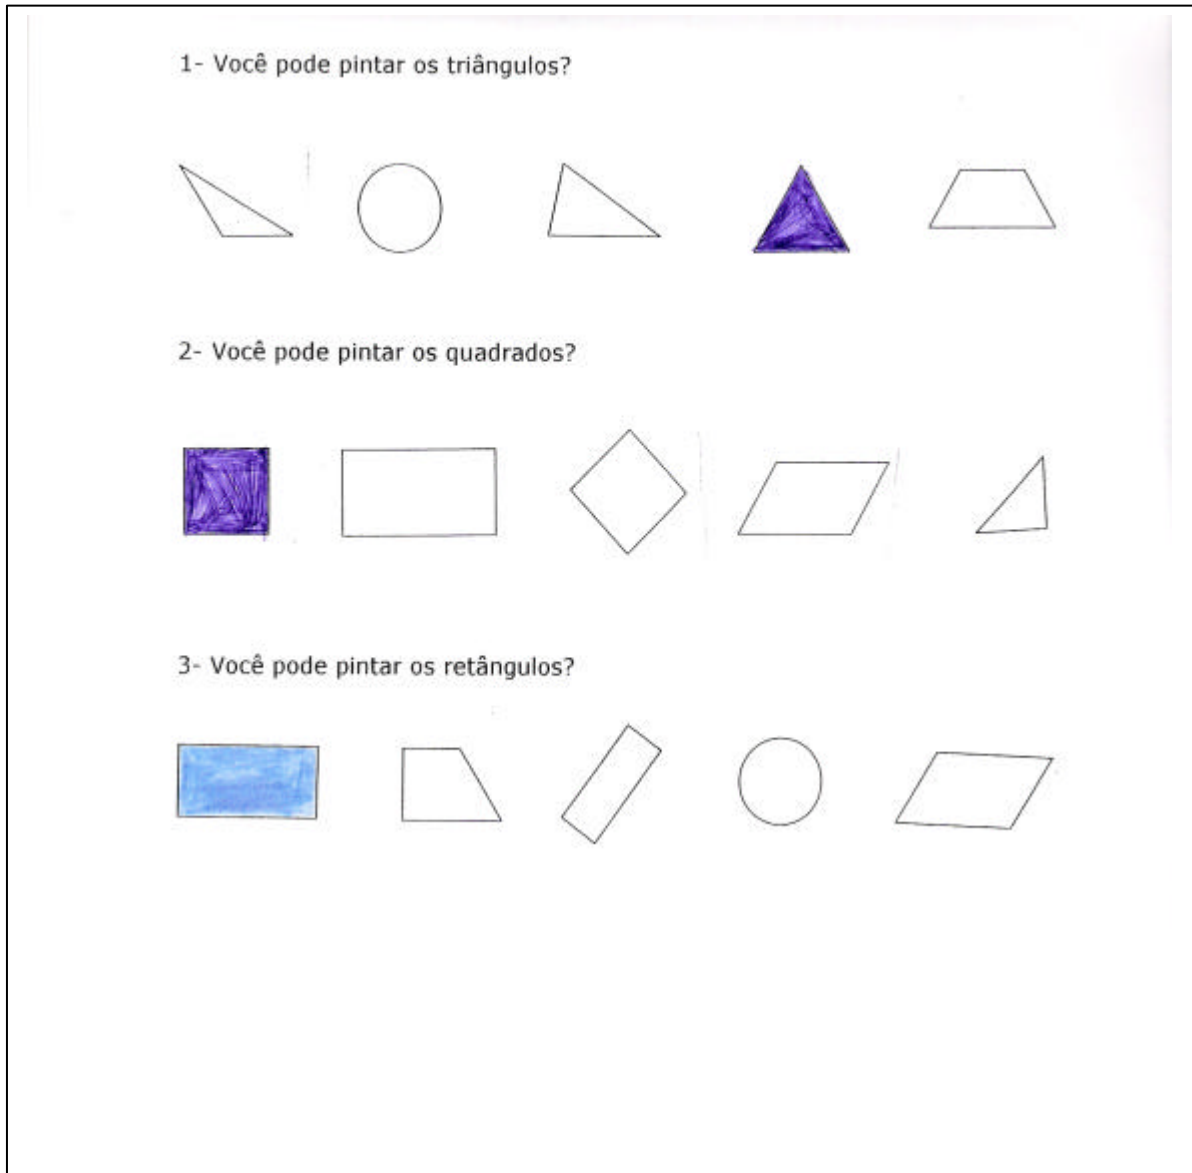 1- Você pode pintar os triângulos?
2- Você pode pintar os quadrados?
3- Você pode pintar os retângulos?